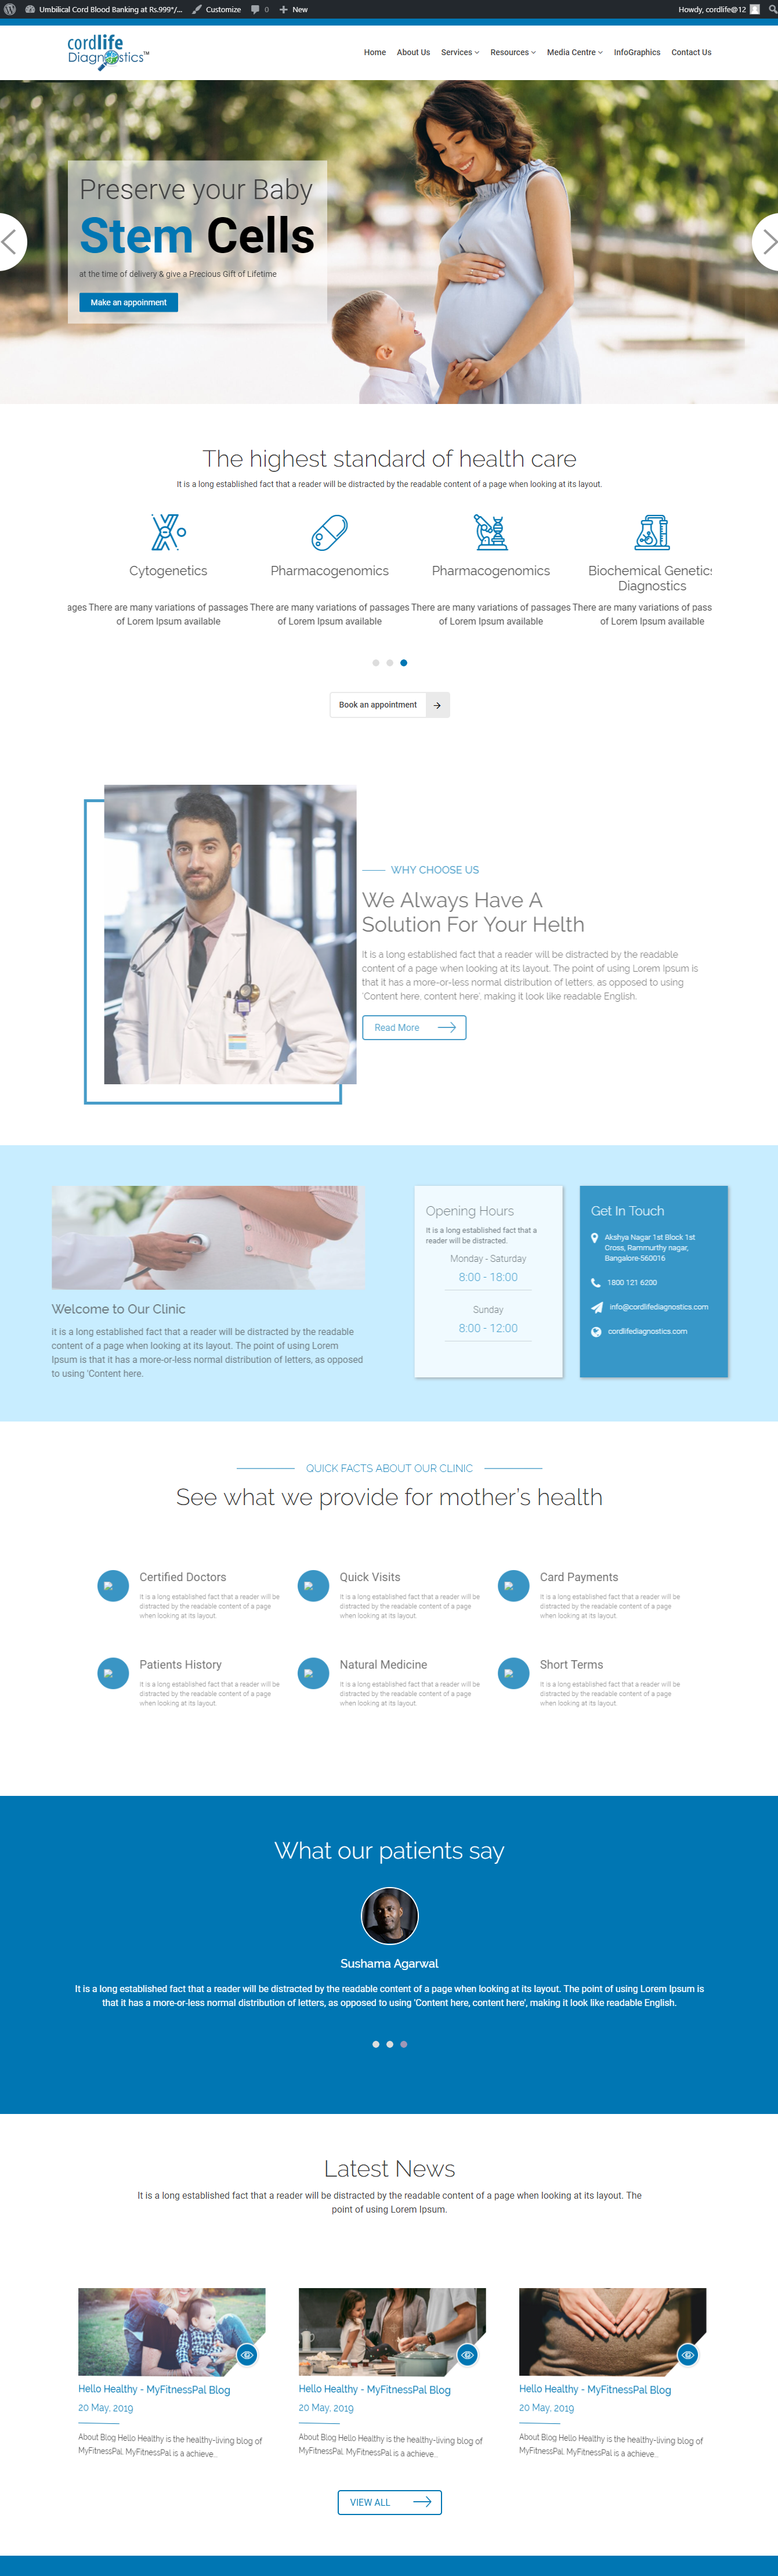 Umbilical Cord Blood Banking at Rs.999*/... Customize 0 New Howdy, cordlife@12
cordlife
Diagnostics™
Home About Us Services Resources Media Centre InfoGraphics Contact Us
Preserve your Baby
Stem Cells
at the time of delivery & give a Precious Gift of Lifetime
Make an appoinment
The highest standard of health care
It is a long established fact that a reader will be distracted by the readable content of a page when looking at its layout.
Cytogenetics
Pharmacogenomics
Pharmacogenomics
Biochemical Genetics
Diagnostics
ages There are many variations of passages There are many variations of passages There are many variations of passages There are many variations of pass
of Lorem Ipsum available of Lorem Ipsum available of Lorem Ipsum available of Lorem Ipsum available
Book an appointment
WHY CHOOSE US
We Always Have A
Solution For Your Helth
It is a long established fact that a reader will be distracted by the readable
content of a page when looking at its layout. The point of using Lorem Ipsum is
that it has a more-or-less normal distribution of letters, as opposed to using
'Content here, content here', making it look like readable English.
Read More
Welcome to Our Clinic
it is a long established fact that a reader will be distracted by the readable
content of a page when looking at its layout. The point of using Lorem
Ipsum is that it has a more-or-less normal distribution of letters, as opposed
to using 'Content here.
Opening Hours
It is a long established fact that a
reader will be distracted.
Monday - Saturday
8:00 - 18:00
Sunday
8:00 - 12:00
Get In Touch
Akshya Nagar 1st Block 1st
Cross, Rammurthy nagar,
Bangalore-560016
1800 121 6200
info@cordlifediagnostics.com
cordlifediagnostics.com
QUICK FACTS ABOUT OUR CLINIC
See what we provide for mother's health
Certified Doctors
It is a long established fact that a reader will be
distracted by the readable content of a page
when looking at its layout.
Quick Visits
It is a long established fact that a reader will be
distracted by the readable content of a page
when looking at its layout.
Card Payments
It is a long established fact that a reader will be
distracted by the readable content of a page
when looking at its layout.
Patients History
It is a long established fact that a reader will be
distracted by the readable content of a page
when looking at its layout.
Natural Medicine
It is a long established fact that a reader will be
distracted by the readable content of a page
when looking at its layout.
Short Terms
It is a long established fact that a reader will be
distracted by the readable content of a page
when looking at its layout.
What our patients say
Sushama Agarwal
It is a long established fact that a reader will be distracted by the readable content of a page when looking at its layout. The point of using Lorem Ipsum is
that it has a more-or-less normal distribution of letters, as opposed to using 'Content here, content here', making it look like readable English.
Latest News
It is a long established fact that a reader will be distracted by the readable content of a page when looking at its layout. The
point of using Lorem Ipsum.
Hello Healthy - MyFitnessPal Blog
20 May, 2019
About Blog Hello Healthy is the healthy-living blog of
MyFitnessPal. MyFitnessPal is a achieve...
Hello Healthy - MyFitnessPal Blog
20 May, 2019
About Blog Hello Healthy is the healthy-living blog of
MyFitnessPal. MyFitnessPal is a achieve...
Hello Healthy - MyFitnessPal Blog
20 May, 2019
About Blog Hello Healthy is the healthy-living blog of
MyFitnessPal. MyFitnessPal is a achieve...
VIEW ALL